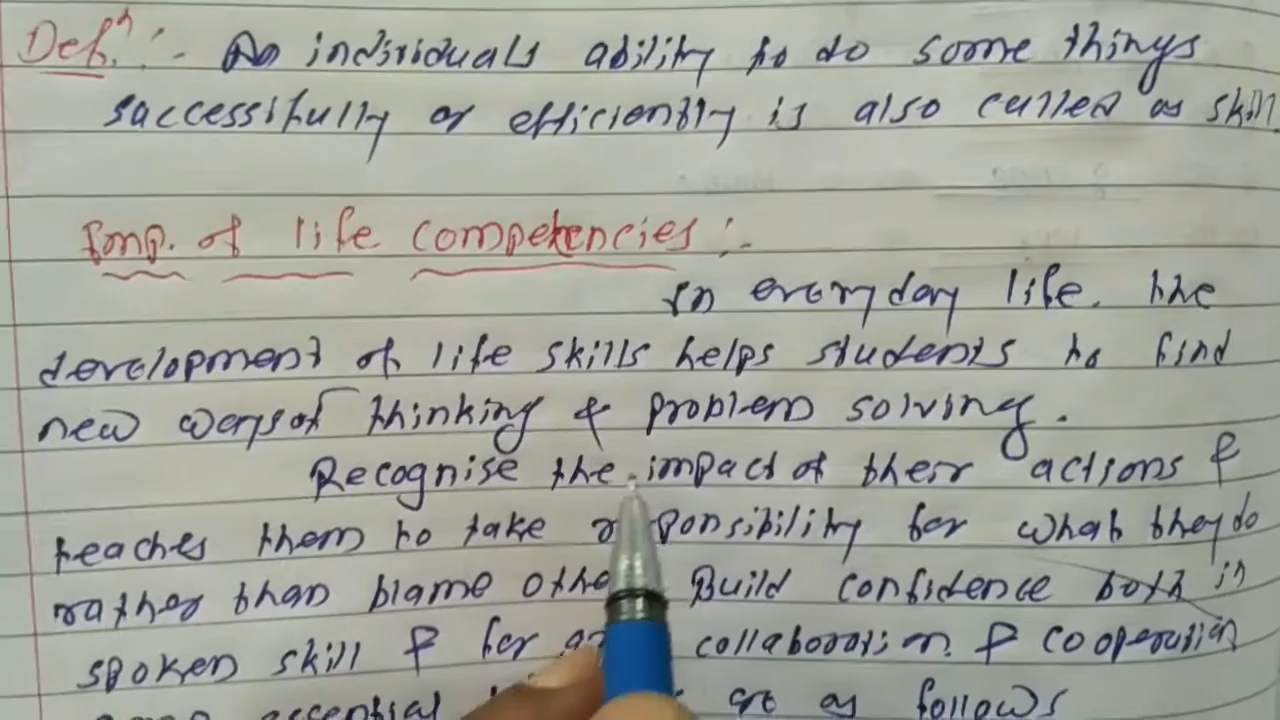 Defn :- An individuals ability to do some things
successfully or efficiently is also called as skill
Imp. of life competencies :-
In everyday life. the
development of life skills helps students to find
new ways of thinking & problem solving.
Recognise the impact of their actions &
teaches them to take responsibility for what they do
rather than blame Build confidence both in
spoken skill & for collaboration & cooperation
essential are as follows